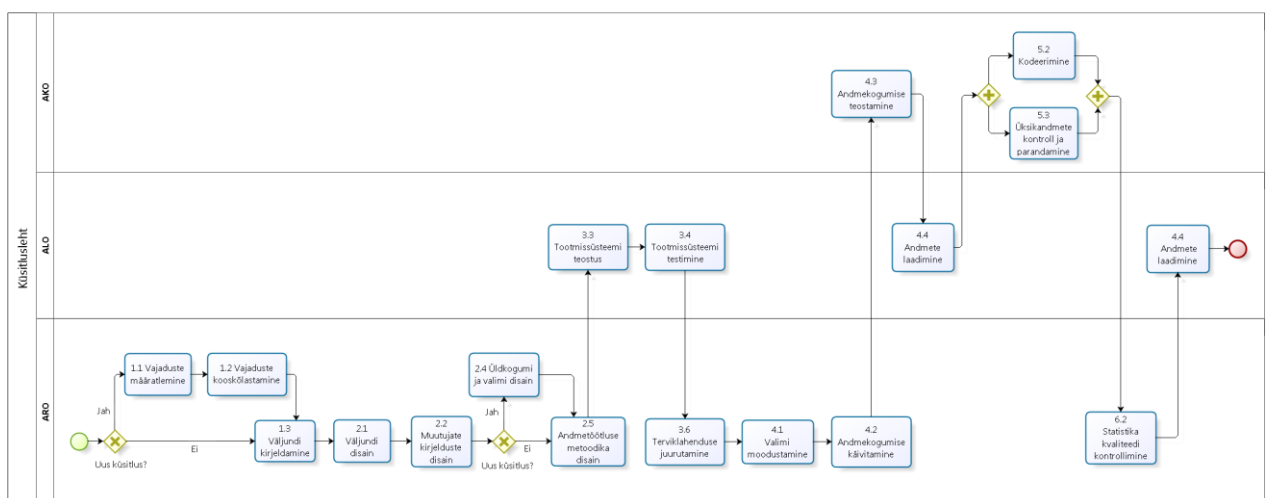 Küsitlusleht
AKO
4.3
Andmekogumise
teostamine
5.2
Kodeerimine
5.3
Üksikandmete
kontroll ja
parandamine
ALO
3.3
Tootmissüsteemi
teostus
3.4
Tootmissüsteemi
testimine
4.4
Andmete
laadimine
4.4
Andmete
laadimine
ARO
Uus küsitlus?
Jah
Ei
1.1 Vajaduste
määratlemine
1.2 Vajaduste
kooskõlastamine
1.3
Väljundi
kirjeldamine
2.1
Väljundi
disain
2.2
Muutujate
kirjelduste
disain
Uus küsitlus?
Jah
Ei
2.4 Üldkogumi
ja valimi disain
2.5
Andmetöötluse
metoodika
disain
3.6
Terviklahenduse
juurutamine
4.1
Valimi
moodustamine
4.2
Andmekogumise
käivitamine
6.2
Statistika
kvaliteedi
kontrollimine